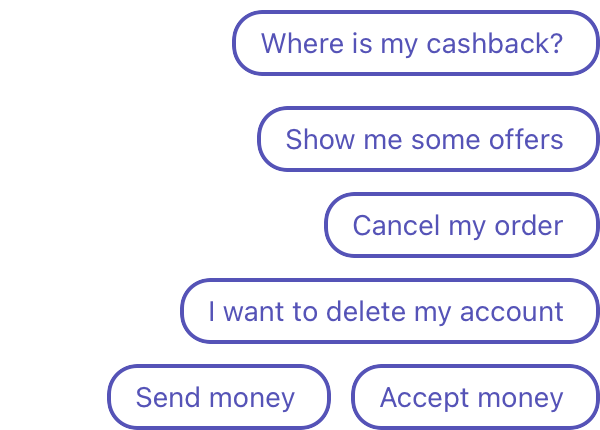 Where is my cashback?
Show me some offers
Cancel my order
I want to delete my account
Send money
Accept money